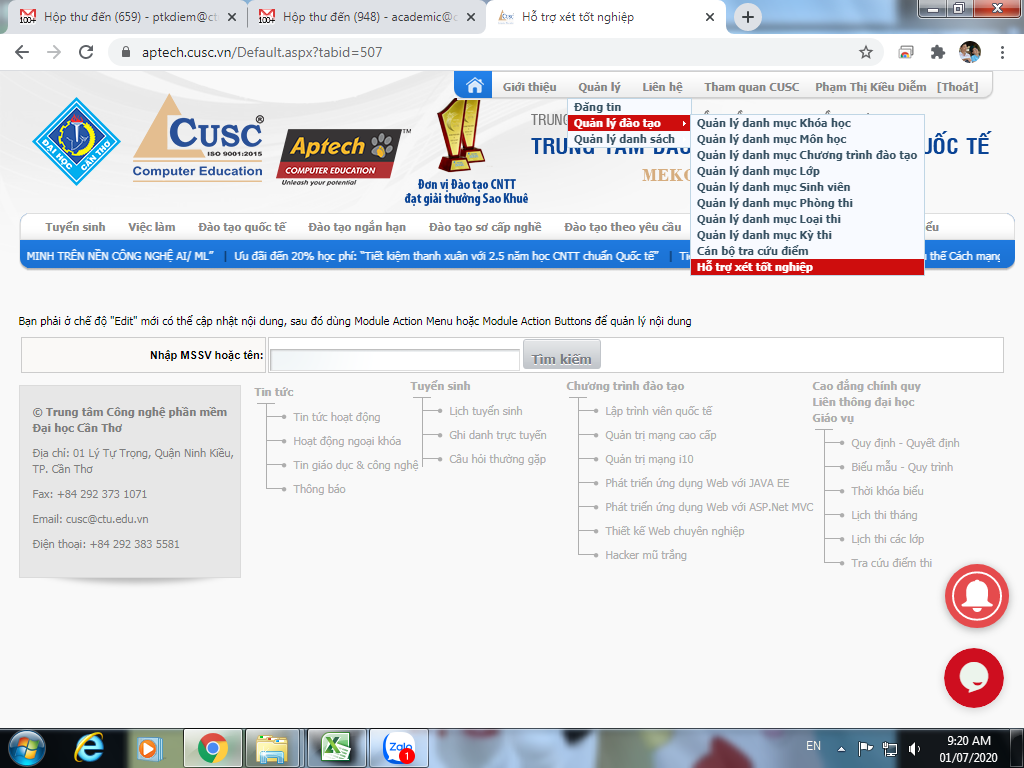 Hộp thư đến (659) - ptkdiem@ct
Hộp thư đến (948) - academic@c
Hỗ trợ xét tốt nghiệp
aptech.cusc.vn/Default.aspx?tabid=507
Giới thiệu
Quản lý
Liên hệ
Tham quan CUSC
Phạm Thị Kiều Diễm
[Thoát]
Đăng tin
Quản lý đào tạo
Quản lý danh sách
Quản lý danh mục Khóa học
Quản lý danh mục Môn học
Quản lý danh mục Chương trình đào tạo
Quản lý danh mục Lớp
Quản lý danh mục Sinh viên
Quản lý danh mục Phòng thi
Quản lý danh mục Loại thi
Quản lý danh mục Kỳ thi
Cán bộ tra cứu điểm
Hỗ trợ xét tốt nghiệp
ĐẠI HỌC CẦN THƠ
CUSC®
ISO 9001:2015
Computer Education
Aptech
TM
COMPUTER EDUCATION
Unleash your potential
Đơn vị Đào tạo CNTT
đạt giải thưởng Sao Khuê
TRUNG
TRUNG TÂM ĐÀO
QUỐC TẾ
MEKO
Tuyển sinh
Việc làm
Đào tạo quốc tế
Đào tạo ngắn hạn
Đào tạo sơ cấp nghề
Đào tạo theo yêu cầu
ểu
MINH TRÊN NỀN CÔNG NGHỆ AI/ ML" | Ưu đãi đến 20% học phí: "Tiết kiệm thanh xuân với 2.5 năm học CNTT chuẩn Quốc tế" |
thế Cách mạng
Bạn phải ở chế độ "Edit" mới có thể cập nhật nội dung, sau đó dùng Module Action Menu hoặc Module Action Buttons để quản lý nội dung
Nhập MSSV hoặc tên:
Tìm kiếm
© Trung tâm Công nghệ phần mềm
Đại học Cần Thơ
Địa chỉ: 01 Lý Tự Trọng, Quận Ninh Kiều,
TP. Cần Thơ
Fax: +84 292 373 1071
Email: cusc@ctu.edu.vn
Điện thoại: +84 292 383 5581
Tin tức
Tin tức hoạt động
Hoạt động ngoại khóa
Tin giáo dục & công nghệ
Thông báo
Tuyển sinh
Lịch tuyển sinh
Ghi danh trực tuyến
Câu hỏi thường gặp
Chương trình đào tạo
Lập trình viên quốc tế
Quản trị mạng cao cấp
Quản trị mạng i10
Phát triển ứng dụng Web với JAVA EE
Phát triển ứng dụng Web với ASP.Net MVC
Thiết kế Web chuyên nghiệp
Hacker mũ trắng
Cao đẳng chính quy
Liên thông đại học
Giáo vụ
Quy định - Quyết định
Biểu mẫu - Quy trình
Thời khóa biểu
Lịch thi tháng
Lịch thi các lớp
Tra cứu điểm thi
Zalo
1
EN
9:20 AM
01/07/2020